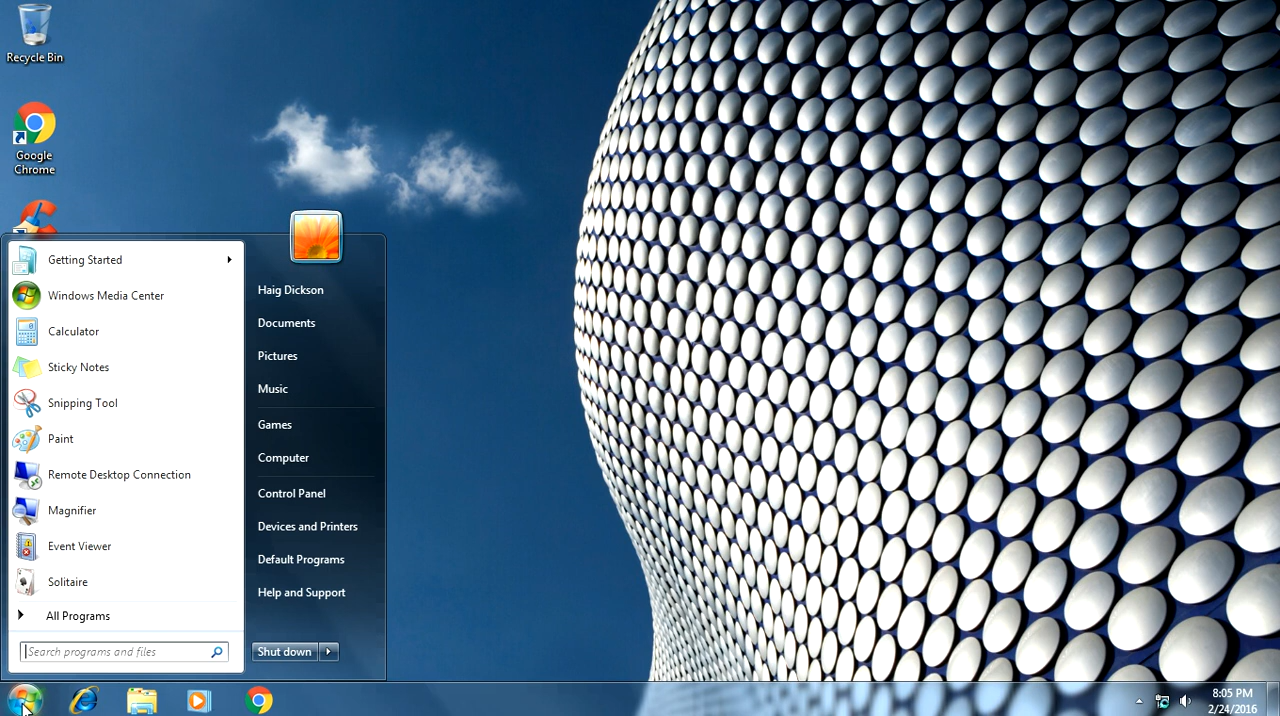 Recycle Bin
Google
Chrome
Getting Started
Windows Media Center
Calculator
Sticky Notes
Snipping Tool
Paint
Remote Desktop Connection
Magnifier
Event Viewer
Solitaire
All Programs
Search programs and files
Haig Dickson
Documents
Pictures
Music
Games
Computer
Control Panel
Devices and Printers
Default Programs
Help and Support
Shut down
8:05 PM
2/24/2016